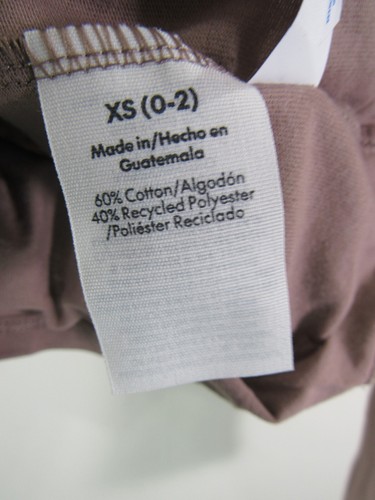 XS (0-2)
Made in/Hecho en
Guatemala
60% Cotton/Algodón
40% Recycled Polyester
/Poliéster Reciclado